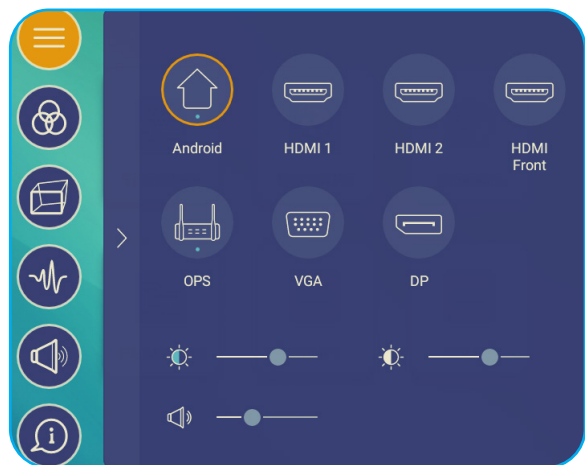 Android
HDMI 1
HDMI 2
HDMI
Front
OPS
VGA
DP